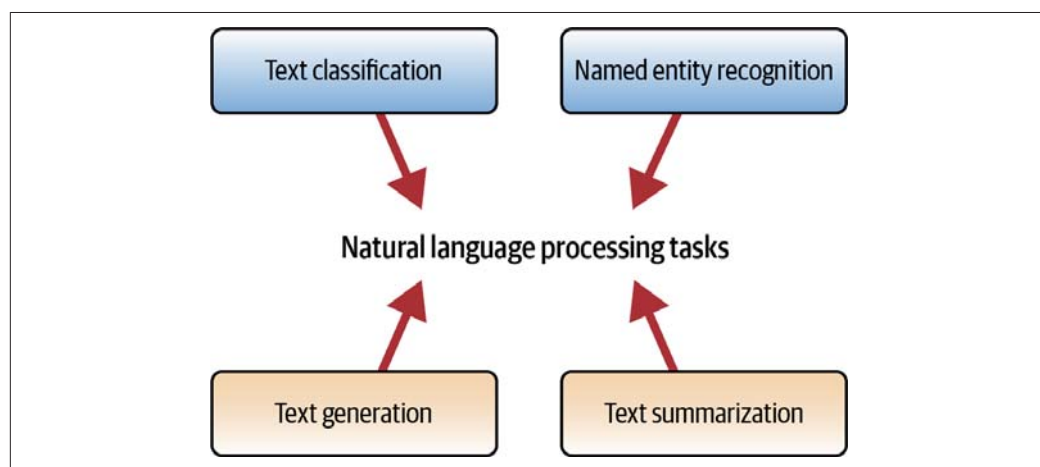 Text classification
Named entity recognition
Natural language processing tasks
Text generation
Text summarization